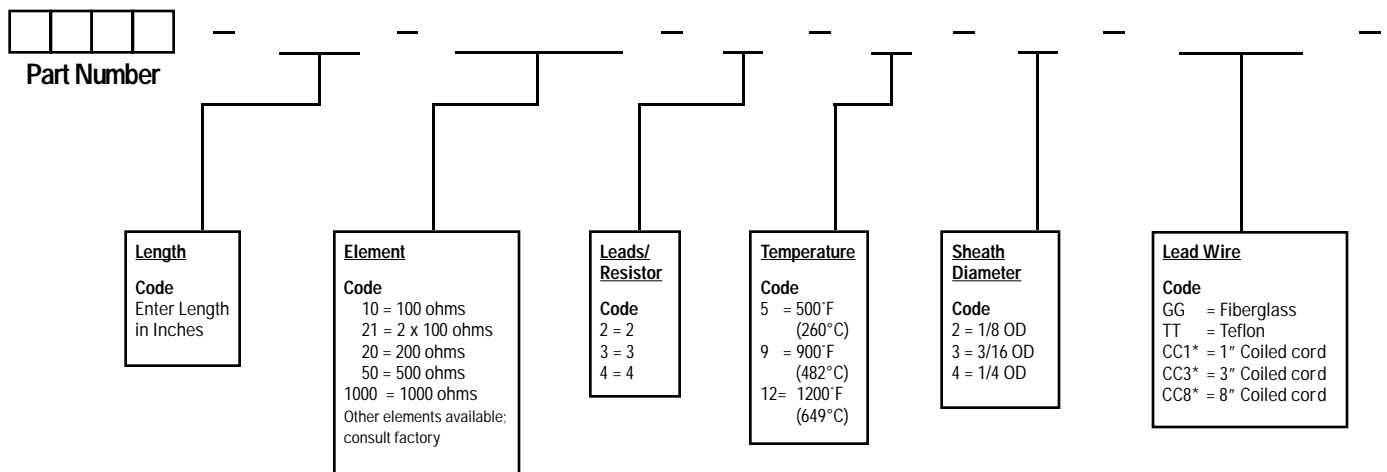 Part Number
Length
Code
Enter Length
in Inches
Element
Code
10 = 100 ohms
21 = 2 x 100 ohms
20 = 200 ohms
50 = 500 ohms
1000 = 1000 ohms
Other elements available;
consult factory
Leads/
Resistor
Code
2 = 2
3 = 3
4 = 4
Temperature
Code
5 = 500˚F
(260°C)
9 = 900˚F
(482°C)
12= 1200˚F
(649°C)
Sheath
Diameter
Code
2 = 1/8 OD
3 = 3/16 OD
4 = 1/4 OD
Lead Wire
Code
GG = Fiberglass
TT = Teflon
CC1* = 1" Coiled cord
CC3* = 3" Coiled cord
CC8* = 8" Coiled cord